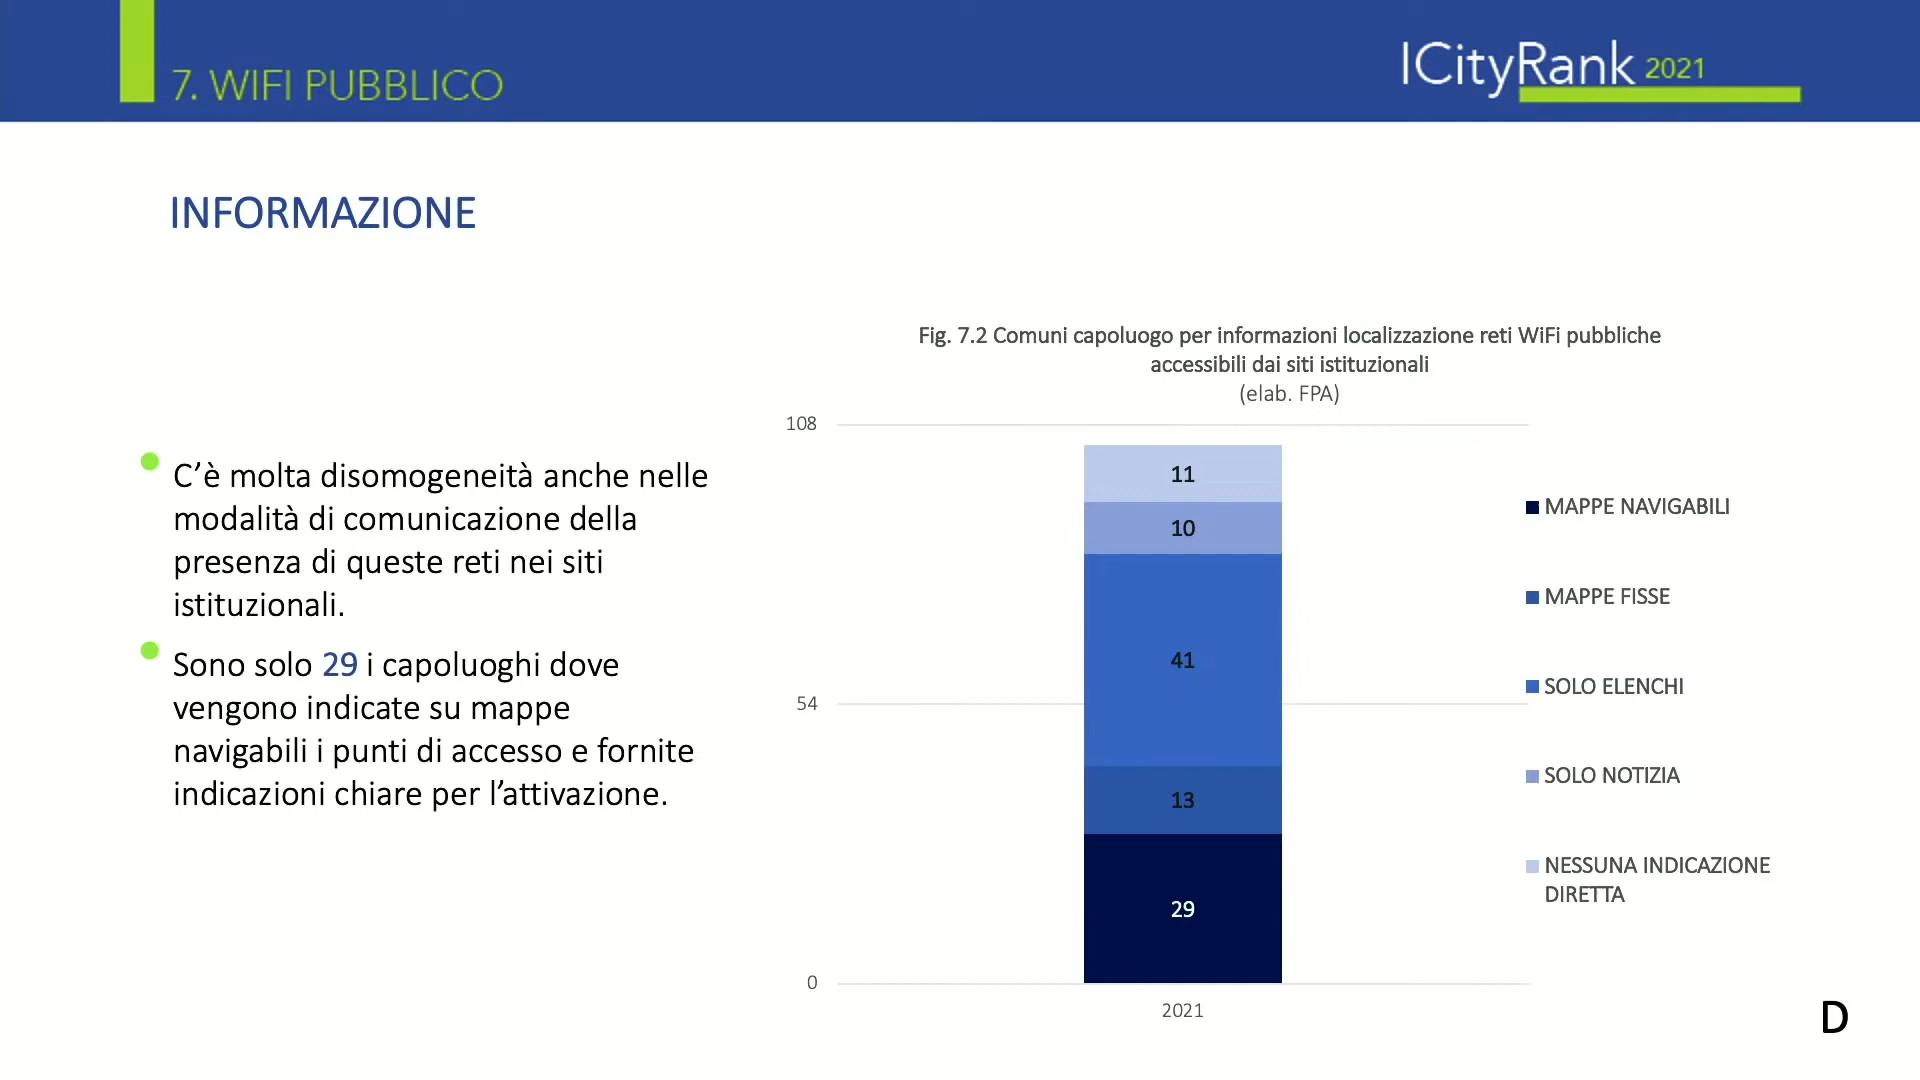 7. WIFI PUBBLICO
ICityRank 2021
INFORMAZIONE
C’è molta disomogeneità anche nelle
modalità di comunicazione della
presenza di queste reti nei siti
istituzionali.
Sono solo 29 i capoluoghi dove
vengono indicate su mappe
navigabili i punti di accesso e fornite
indicazioni chiare per l’attivazione.
Fig. 7.2 Comuni capoluogo per informazioni localizzazione reti WiFi pubbliche
accessibili dai siti istituzionali
(elab. FPA)
108
54
0
11
10
41
13
29
2021
MAPPE NAVIGABILI
MAPPE FISSE
SOLO ELENCHI
SOLO NOTIZIA
NESSUNA INDICAZIONE
DIRETTA
D